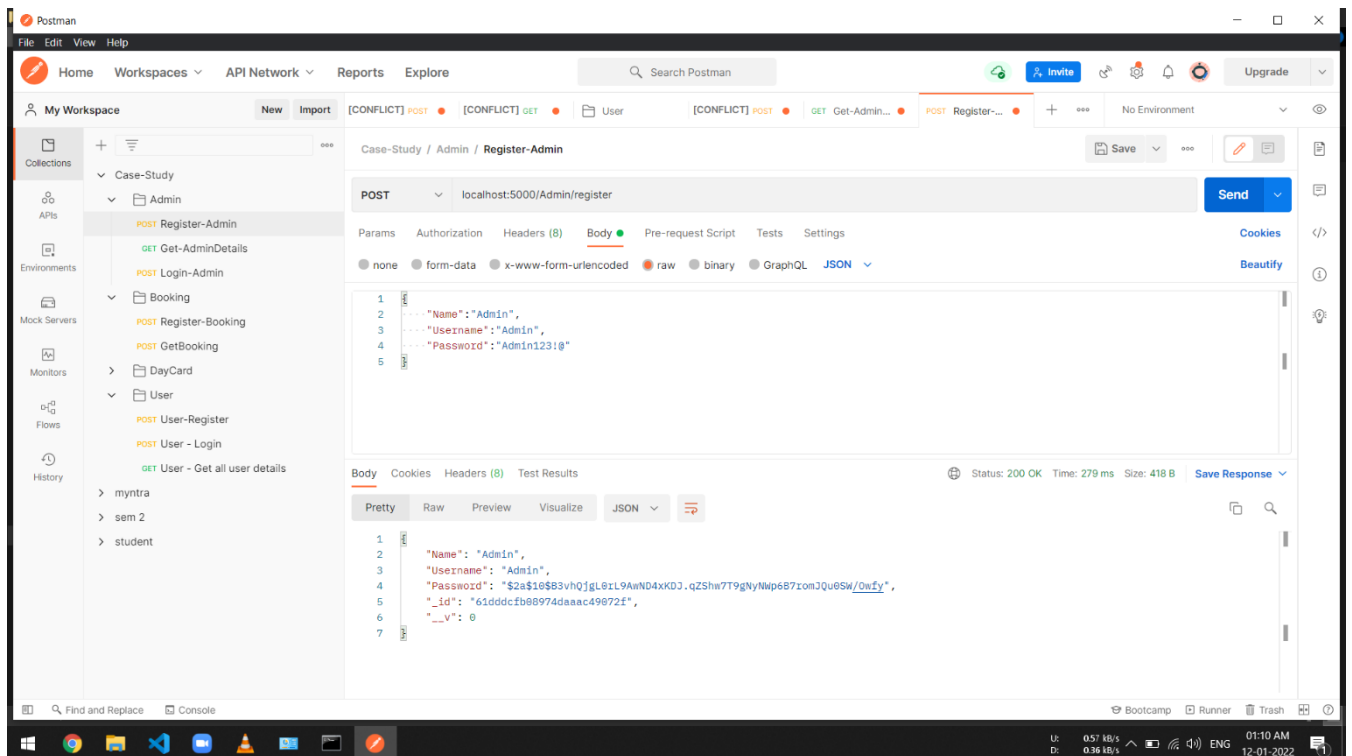 Postman
File Edit View Help
Home Workspaces API Network Reports Explore Search Postman Invite Upgrade
My Workspace New Import [CONFLICT] POST [CONFLICT] GET User [CONFLICT] POST GET Get-Admin... POST Register-... No Environment
Collections
APIs
Environments
Mock Servers
Monitors
Flows
History
Case-Study
Admin
POST Register-Admin
GET Get-AdminDetails
POST Login-Admin
Booking
POST Register-Booking
POST GetBooking
DayCard
User
POST User-Register
POST User - Login
GET User - Get all user details
myntra
sem 2
student
Case-Study / Admin / Register-Admin Save
POST localhost:5000/Admin/register Send
Params Authorization Headers (8) Body Pre-request Script Tests Settings Cookies
none form-data x-www-form-urlencoded raw binary GraphQL JSON Beautify
1 {
2 "Name":"Admin",
3 "Username":"Admin",
4 "Password":"Admin123!@"
5 }
Body Cookies Headers (8) Test Results Status: 200 OK Time: 279 ms Size: 418 B Save Response
Pretty Raw Preview Visualize JSON
1 {
2 "Name": "Admin",
3 "Username": "Admin",
4 "Password": "$2a$10$B3vhQjgL0rL9AwND4xKDJ.qZShw7T9gNyNWp6B7romJQu0SW/Owfy",
5 "_id": "61dddcfb08974daaac49072f",
6 "__v": 0
7 }
Find and Replace Console Bootcamp Runner Trash
U: 0.57 kB/s
D: 0.36 kB/s
ENG
01:10 AM
12-01-2022
1